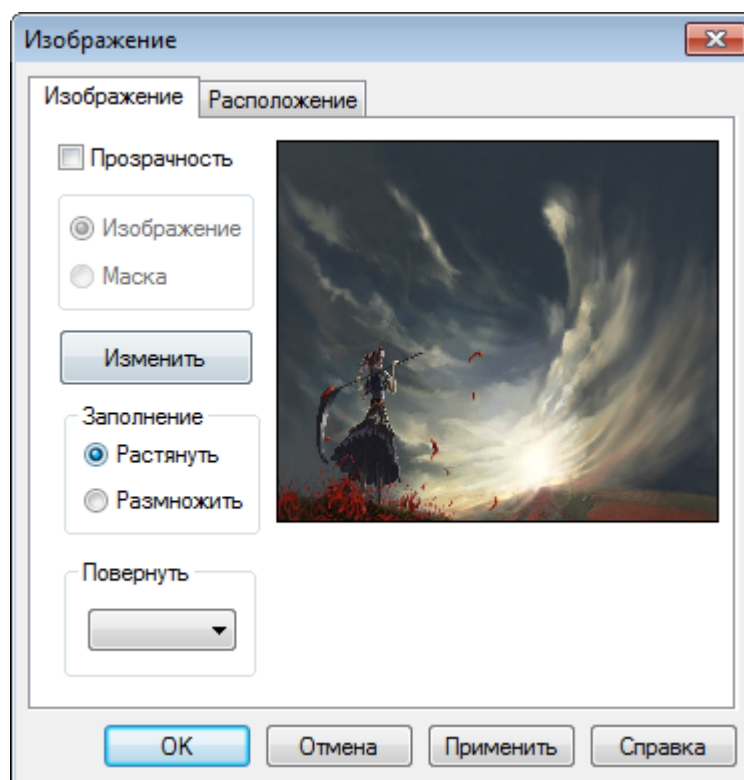 Изображение
Изображение Расположение
Прозрачность
Изображение
Маска
Изменить
Заполнение
Растянуть
Размножить
Повернуть
OK Отмена Применить Справка